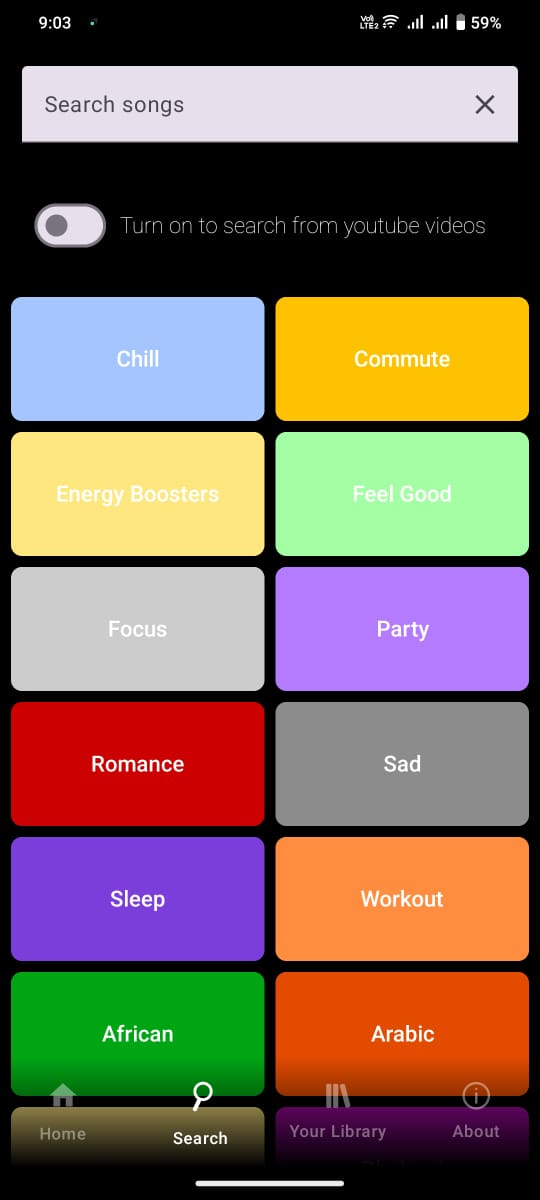 9:03
Vo))
LTE2
59%
Search songs
Turn on to search from youtube videos
Chill
Commute
Energy Boosters
Feel Good
Focus
Party
Romance
Sad
Sleep
Workout
African
Arabic
Home
Search
Your Library
About